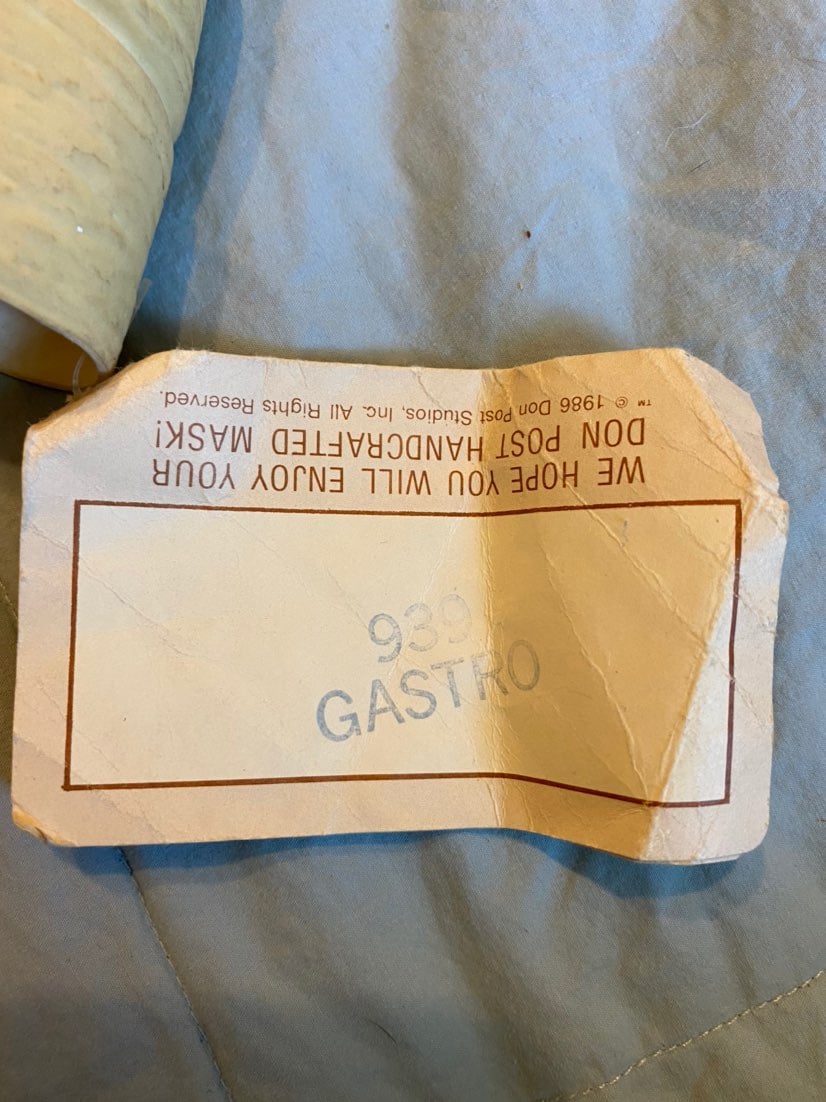 WE HOPE YOU WILL ENJOY YOUR
DON POST HANDCRAFTED MASK!
™ © 1986 Don Post Studios, Inc. All Rights Reserved.
939
GASTRO